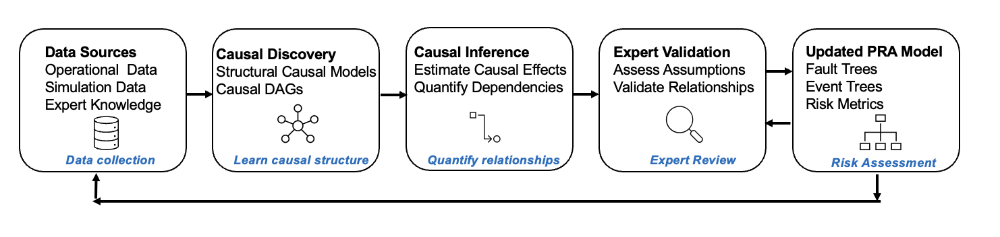 Data Sources
Operational Data
Simulation Data
Expert Knowledge
Data collection
Causal Discovery
Structural Causal Models
Causal DAGs
Learn causal structure
Causal Inference
Estimate Causal Effects
Quantify Dependencies
Quantify relationships
Expert Validation
Assess Assumptions
Validate Relationships
Expert Review
Updated PRA Model
Fault Trees
Event Trees
Risk Metrics
Risk Assessment